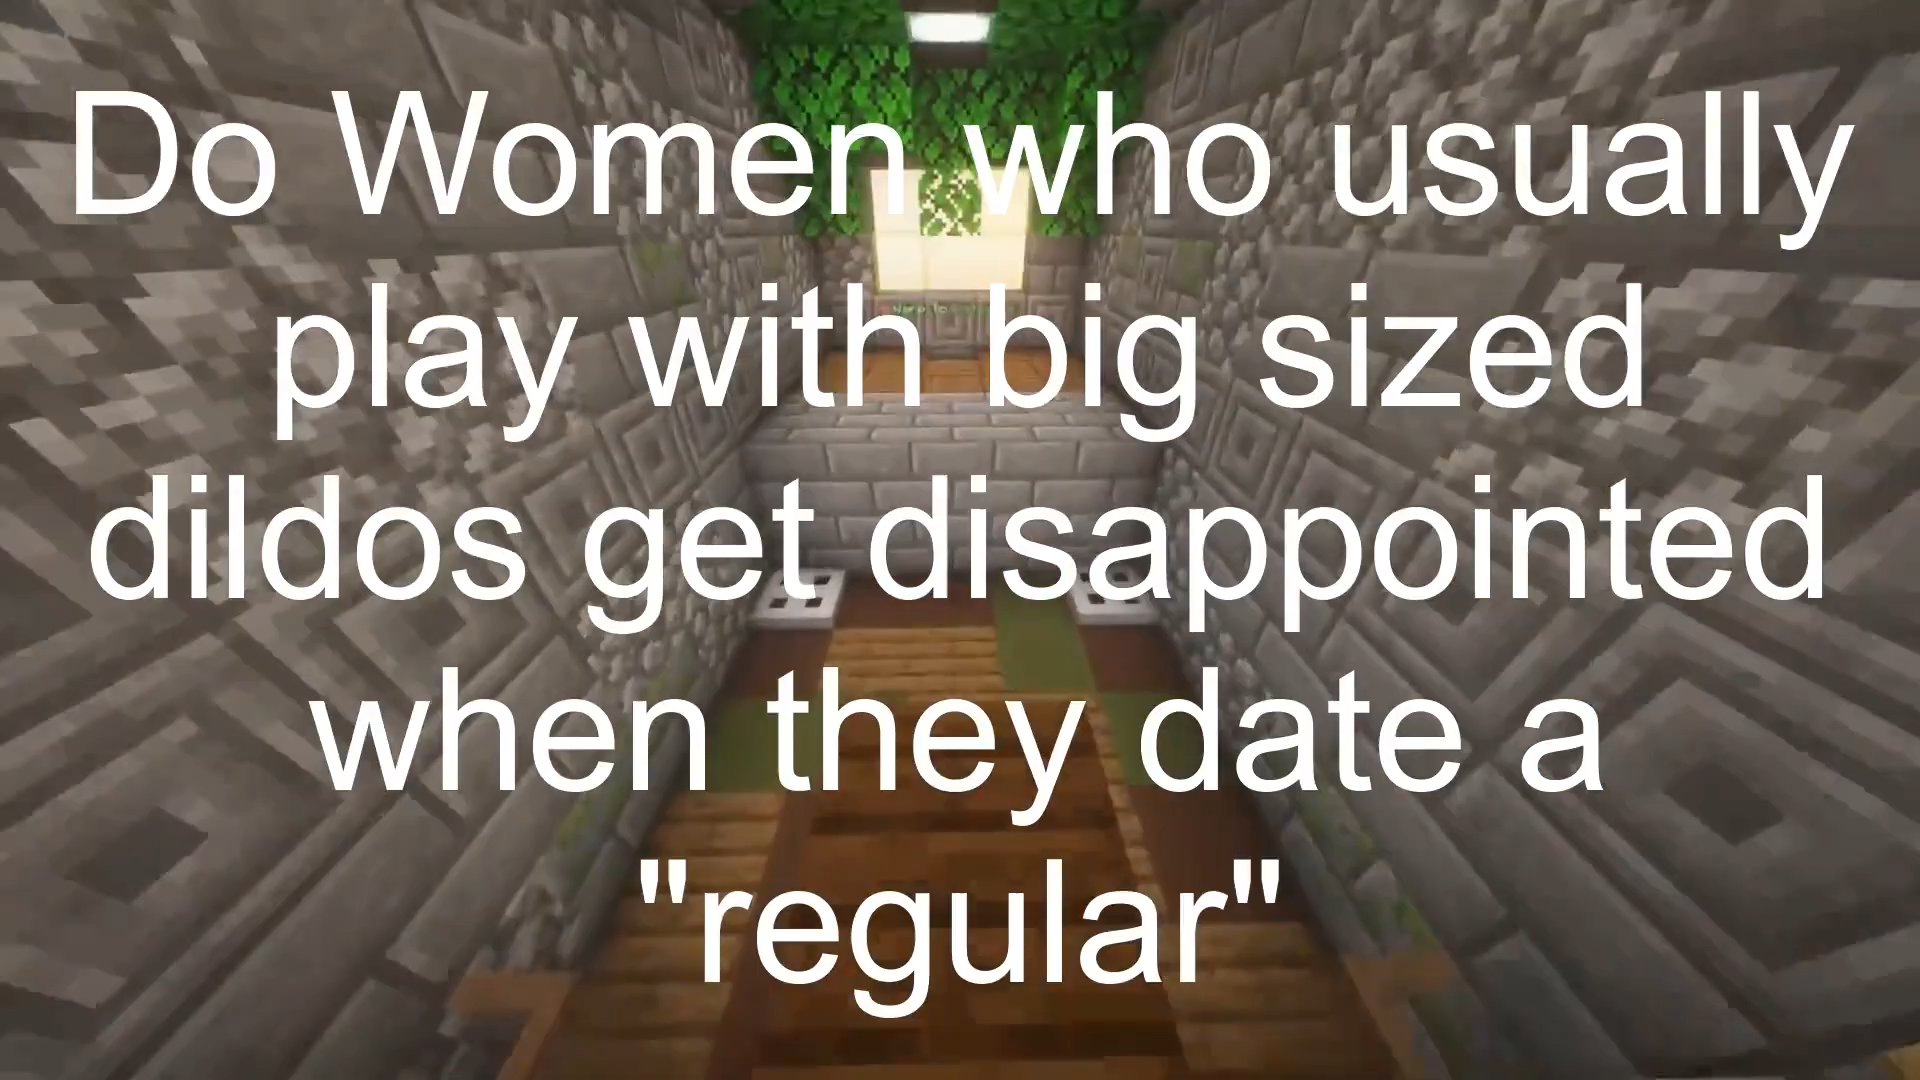 Do Women who usually
play with big sized
dildos get disappointed
when they date a
"regular"